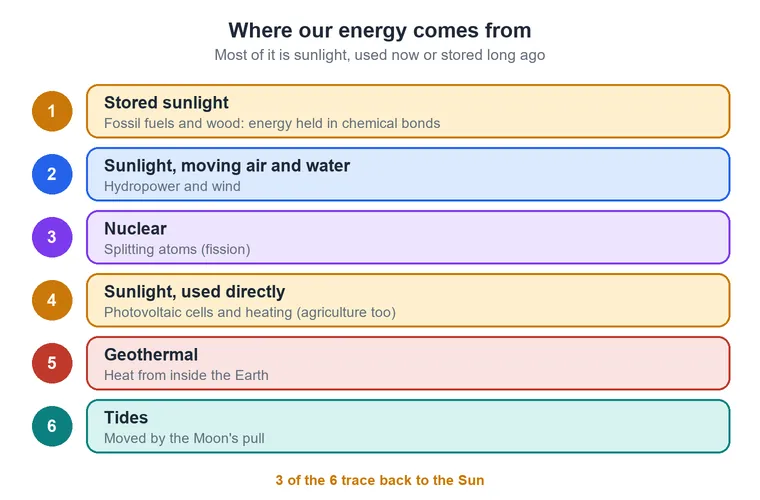 Where our energy comes from
Most of it is sunlight, used now or stored long ago
1
Stored sunlight
Fossil fuels and wood: energy held in chemical bonds
2
Sunlight, moving air and water
Hydropower and wind
3
Nuclear
Splitting atoms (fission)
4
Sunlight, used directly
Photovoltaic cells and heating (agriculture too)
5
Geothermal
Heat from inside the Earth
6
Tides
Moved by the Moon's pull
3 of the 6 trace back to the Sun